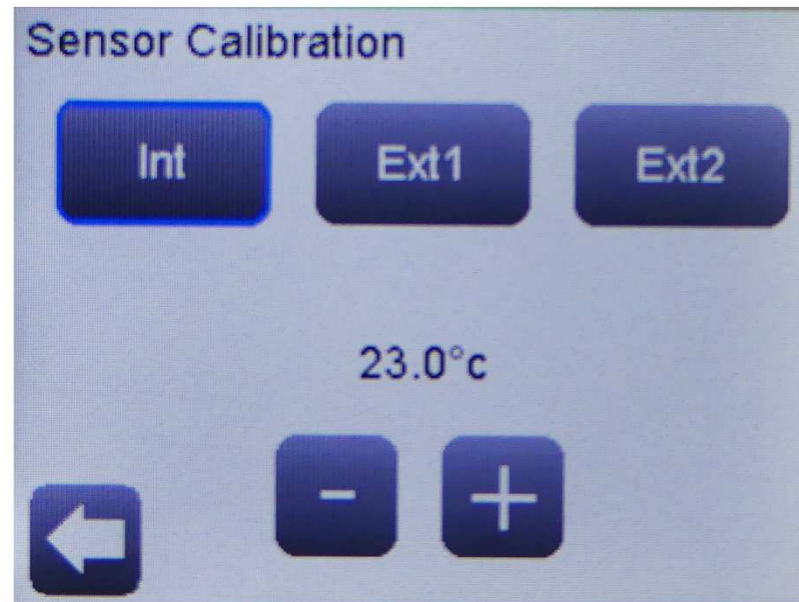 Sensor Calibration
Int Ext1 Ext2
23.0°c
- +